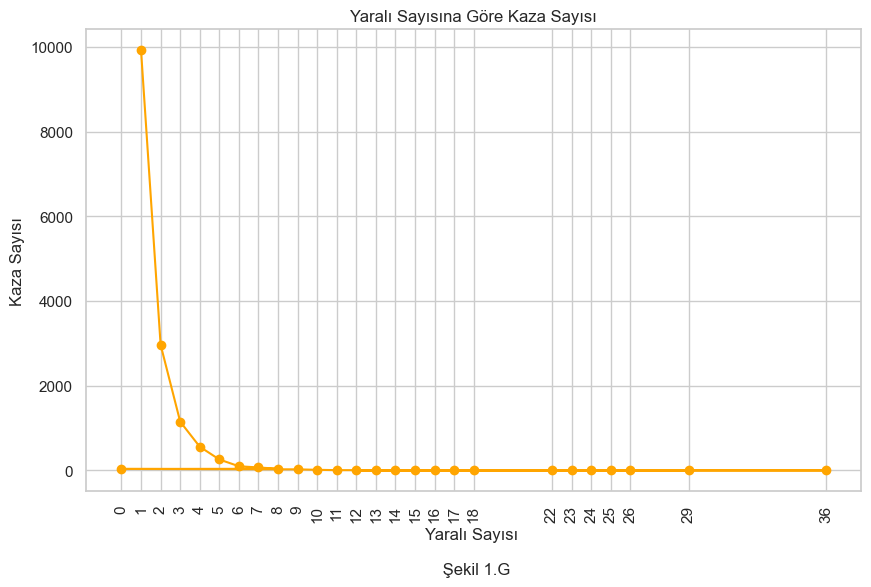 Yaralı Sayısına Göre Kaza Sayısı
Kaza Sayısı
10000
8000
6000
4000
2000
0
0 1 2 3 4 5 6 7 8 9 10 11 12 13 14 15 16 17 18 22 23 24 25 26 29 36
Yaralı Sayısı
Şekil 1.G